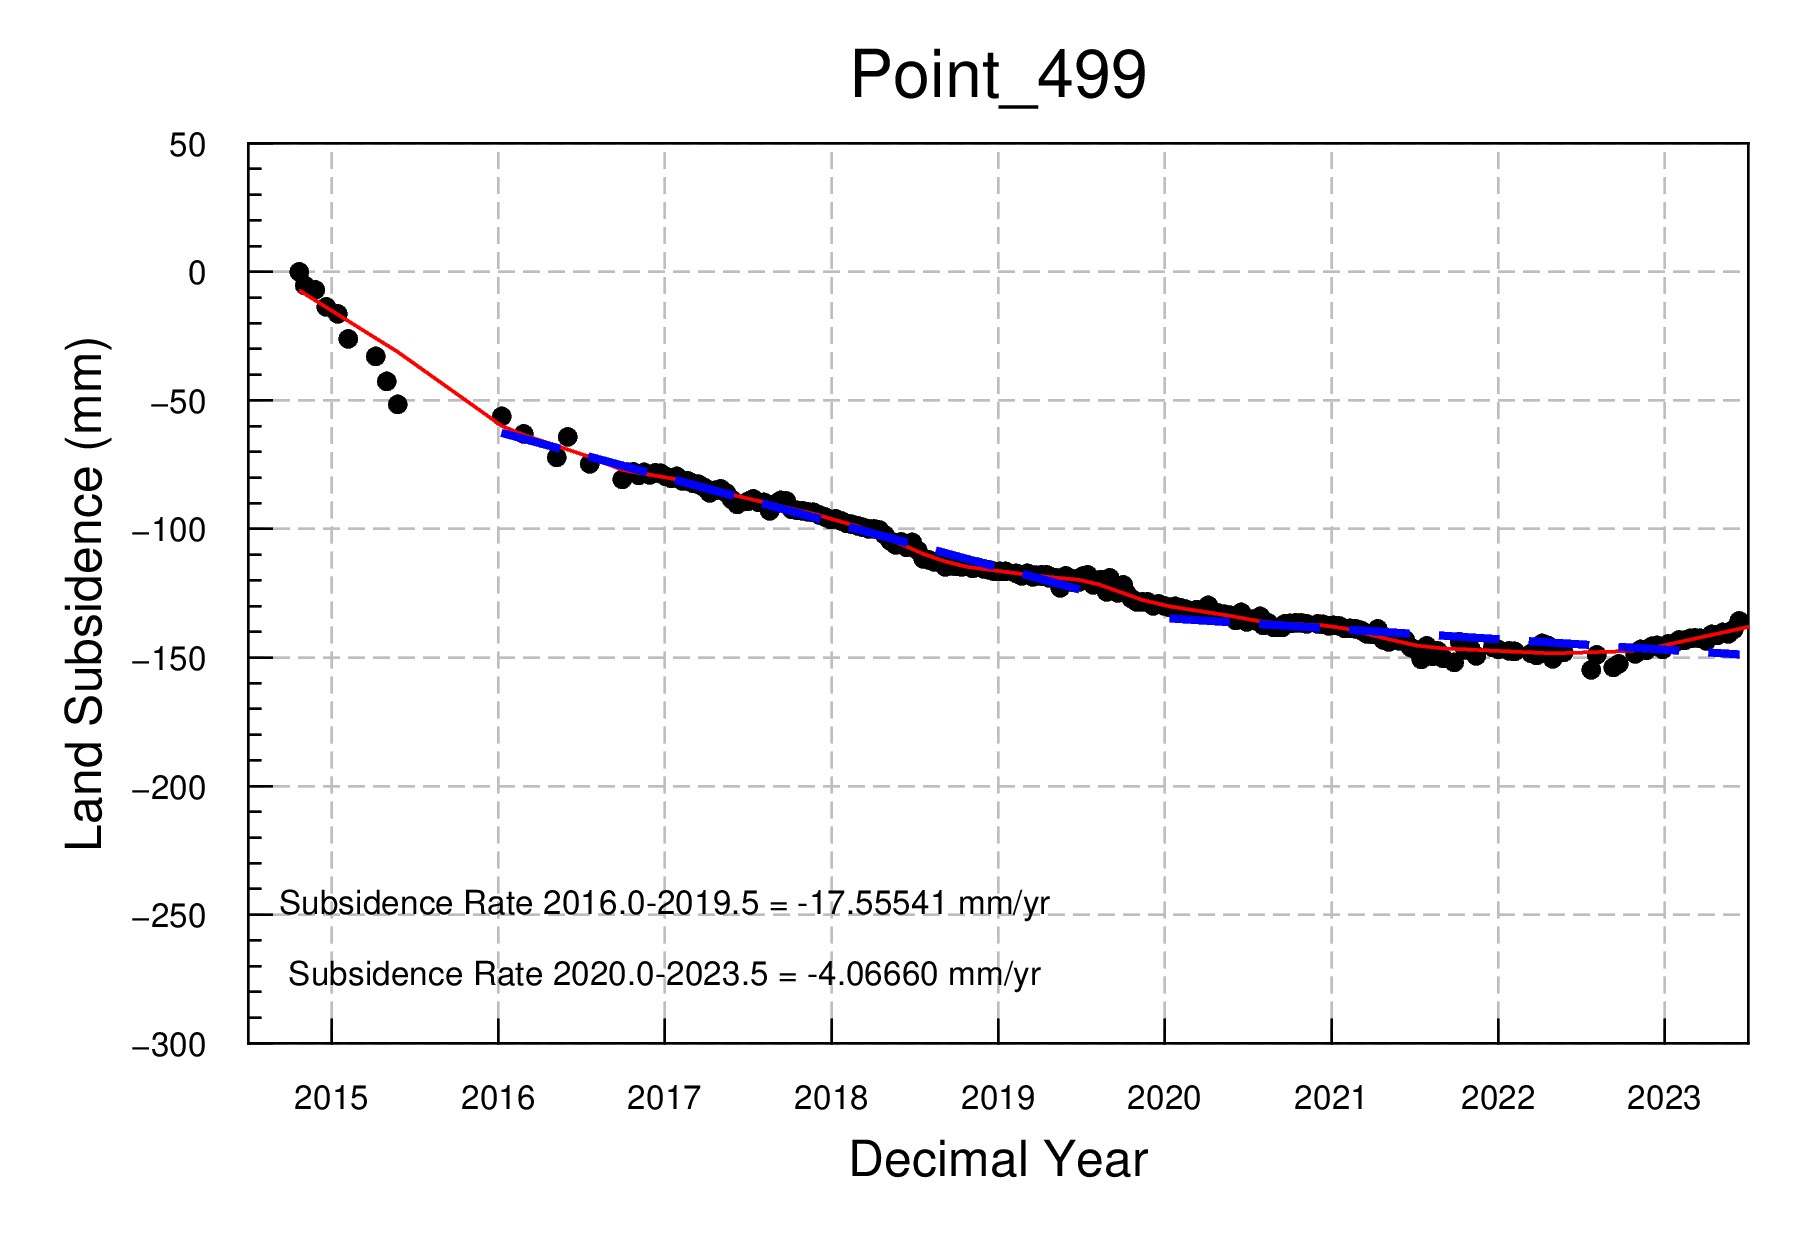 Point_499
50
0
−50
−100
−150
−200
−250
−300
Land Subsidence (mm)
Subsidence Rate 2016.0-2019.5 = -17.55541 mm/yr
Subsidence Rate 2020.0-2023.5 = -4.06660 mm/yr
2015 2016 2017 2018 2019 2020 2021 2022 2023
Decimal Year